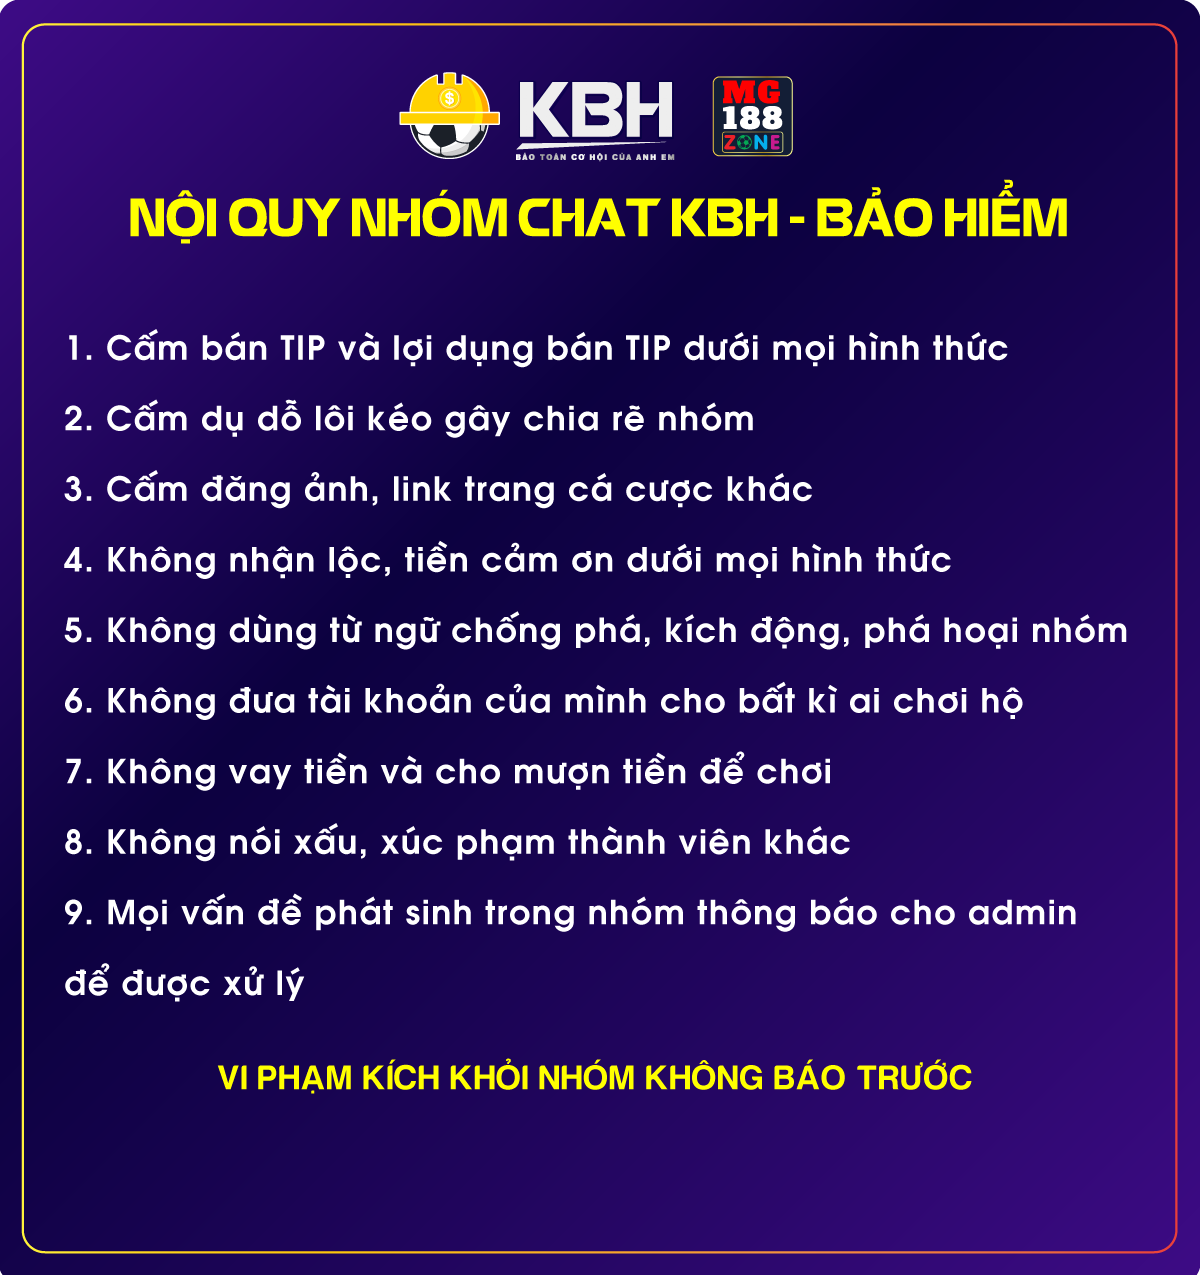 $
KBH
BẢO TOÀN CƠ HỘI CỦA ANH EM
MG
188
ZONE
NỘI QUY NHÓM CHAT KBH - BẢO HIỂM
1. Cấm bán TIP và lợi dụng bán TIP dưới mọi hình thức
2. Cấm dụ dỗ lôi kéo gây chia rẽ nhóm
3. Cấm đăng ảnh, link trang cá cược khác
4. Không nhận lộc, tiền cảm ơn dưới mọi hình thức
5. Không dùng từ ngữ chống phá, kích động, phá hoại nhóm
6. Không đưa tài khoản của mình cho bất kì ai chơi hộ
7. Không vay tiền và cho mượn tiền để chơi
8. Không nói xấu, xúc phạm thành viên khác
9. Mọi vấn đề phát sinh trong nhóm thông báo cho admin
để được xử lý
VI PHẠM KÍCH KHỎI NHÓM KHÔNG BÁO TRƯỚC